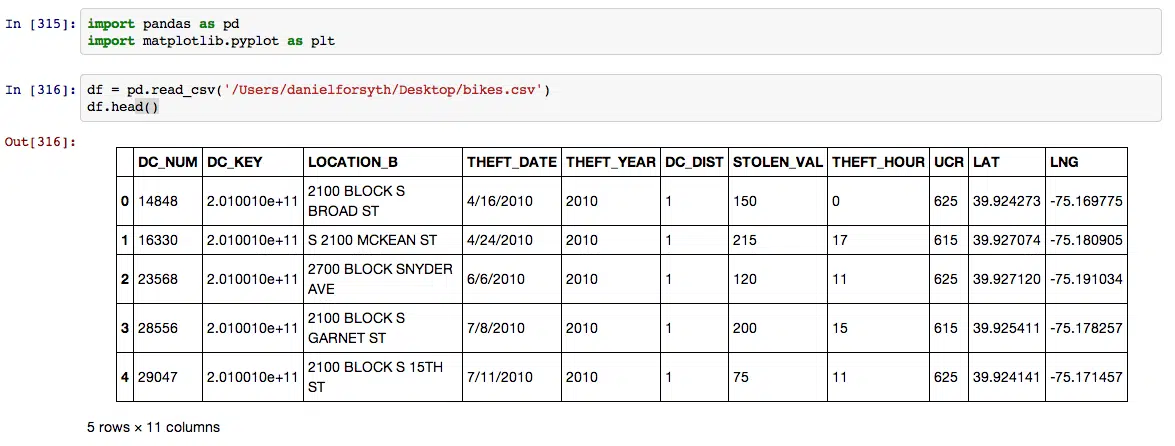 In [315]: import pandas as pd
import matplotlib.pyplot as plt
In [316]: df = pd.read_csv('/Users/danielforsyth/Desktop/bikes.csv')
df.head()
Out[316]:
DC_NUM DC_KEY LOCATION_B THEFT_DATE THEFT_YEAR DC_DIST STOLEN_VAL THEFT_HOUR UCR LAT LNG
0 14848 2.010010e+11 2100 BLOCK S BROAD ST 4/16/2010 2010 1 150 0 625 39.924273 -75.169775
1 16330 2.010010e+11 S 2100 MCKEAN ST 4/24/2010 2010 1 215 17 615 39.927074 -75.180905
2 23568 2.010010e+11 2700 BLOCK SNYDER AVE 6/6/2010 2010 1 120 11 625 39.927120 -75.191034
3 28556 2.010010e+11 2100 BLOCK S GARNET ST 7/8/2010 2010 1 200 15 615 39.925411 -75.178257
4 29047 2.010010e+11 2100 BLOCK S 15TH ST 7/11/2010 2010 1 75 11 625 39.924141 -75.171457
5 rows × 11 columns